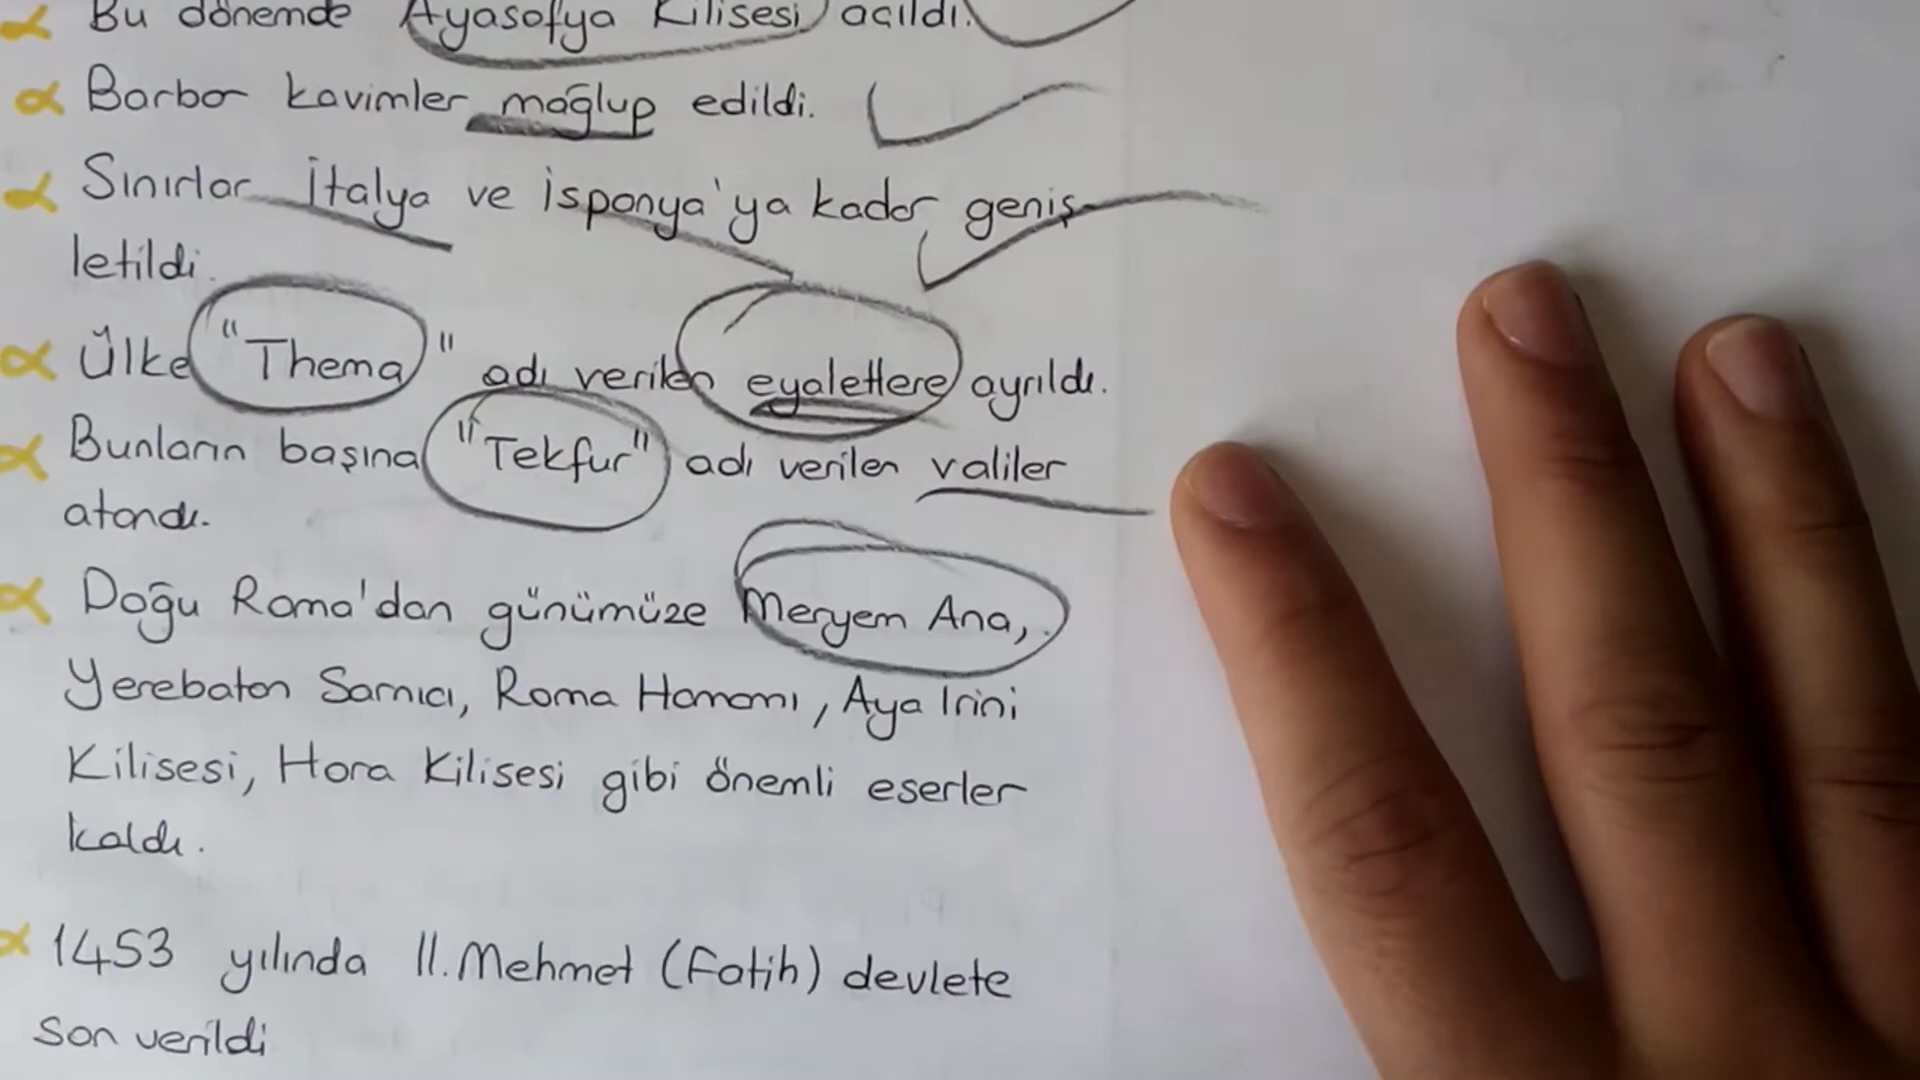 Bu dönemde Ayasofya Kilisesi açıldı.
Barbar kavimler mağlup edildi.
Sınırlar İtalya ve İspanya'ya kadar geniş
letildi.
Ülke "Thema" adı verilen eyaletlere ayrıldı.
Bunların başına "Tekfur" adı verilen valiler
atandı.
Doğu Roma'dan günümüze Meryem Ana,
Yerebatan Sarnıcı, Roma Hamamı, Aya Irini
Kilisesi, Hora Kilisesi gibi önemli eserler
kaldı.
1453 yılında II. Mehmet (Fatih) devlete
son verildi